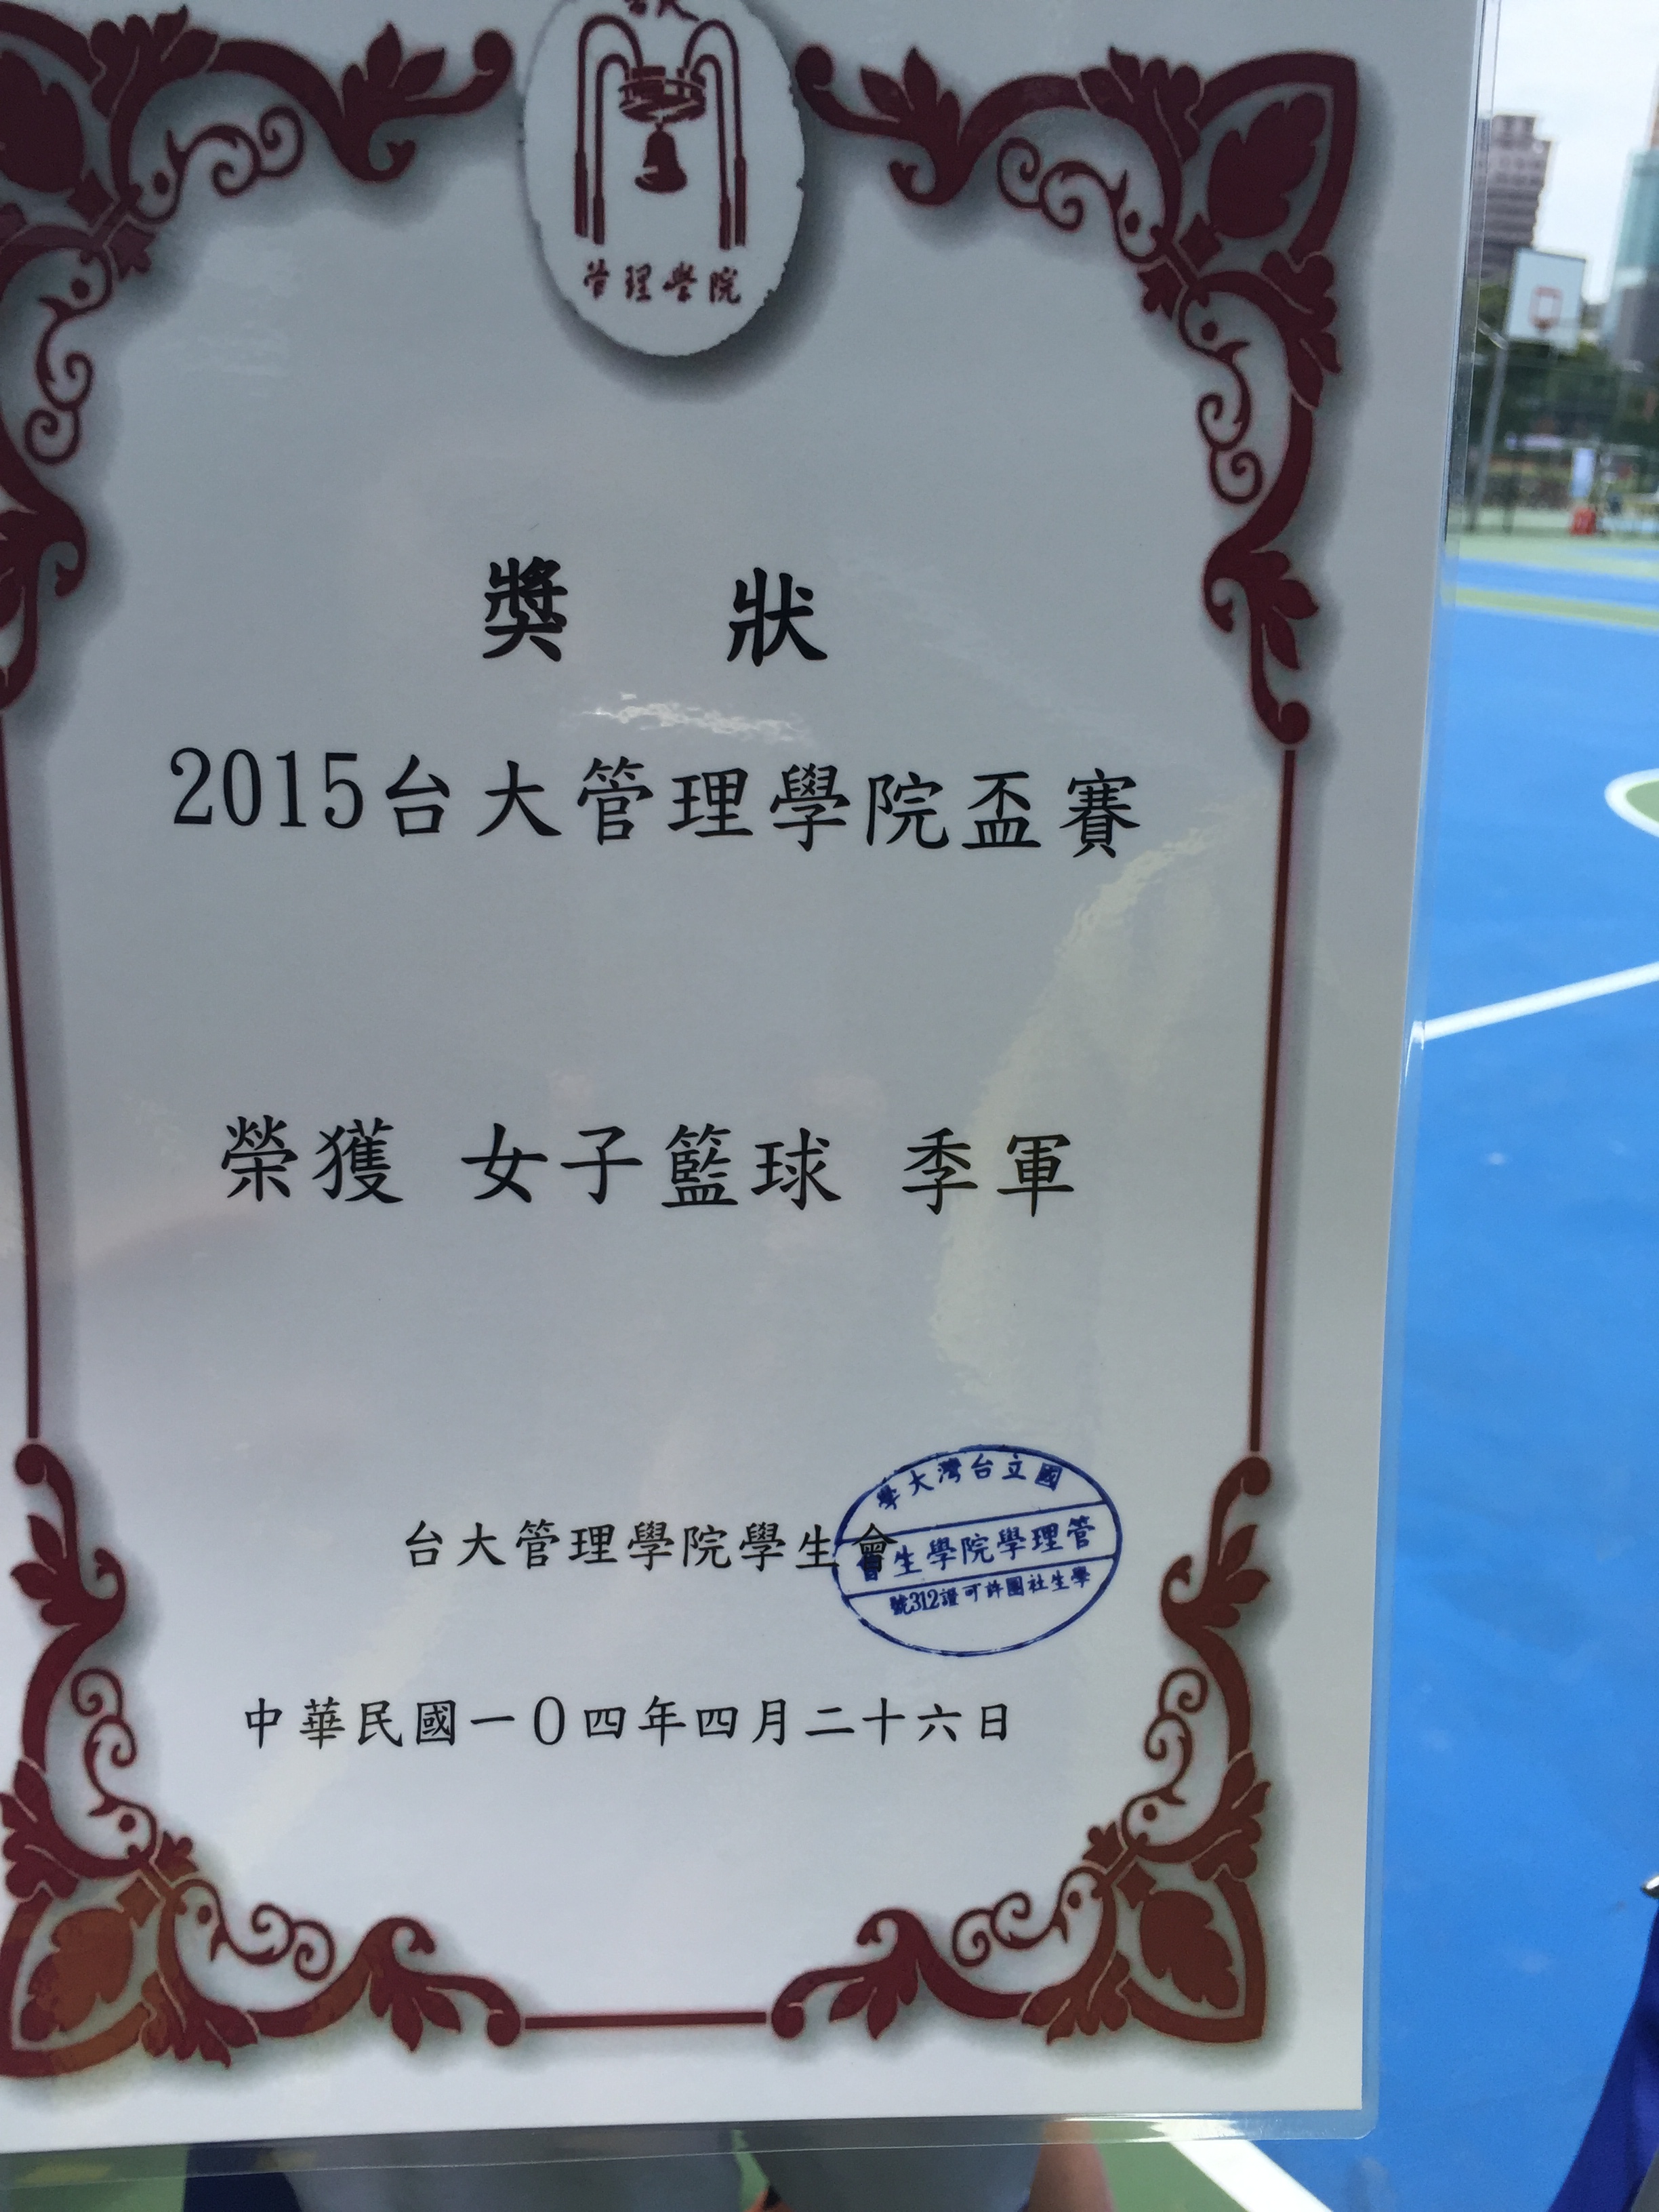 管理學院
獎 狀
2015台大管理學院盃賽
榮獲 女子籃球 季軍
台大管理學院學生會
學大灣台立國
會生學院學理管
號312證可許團社生學
中華民國一0四年四月二十六日